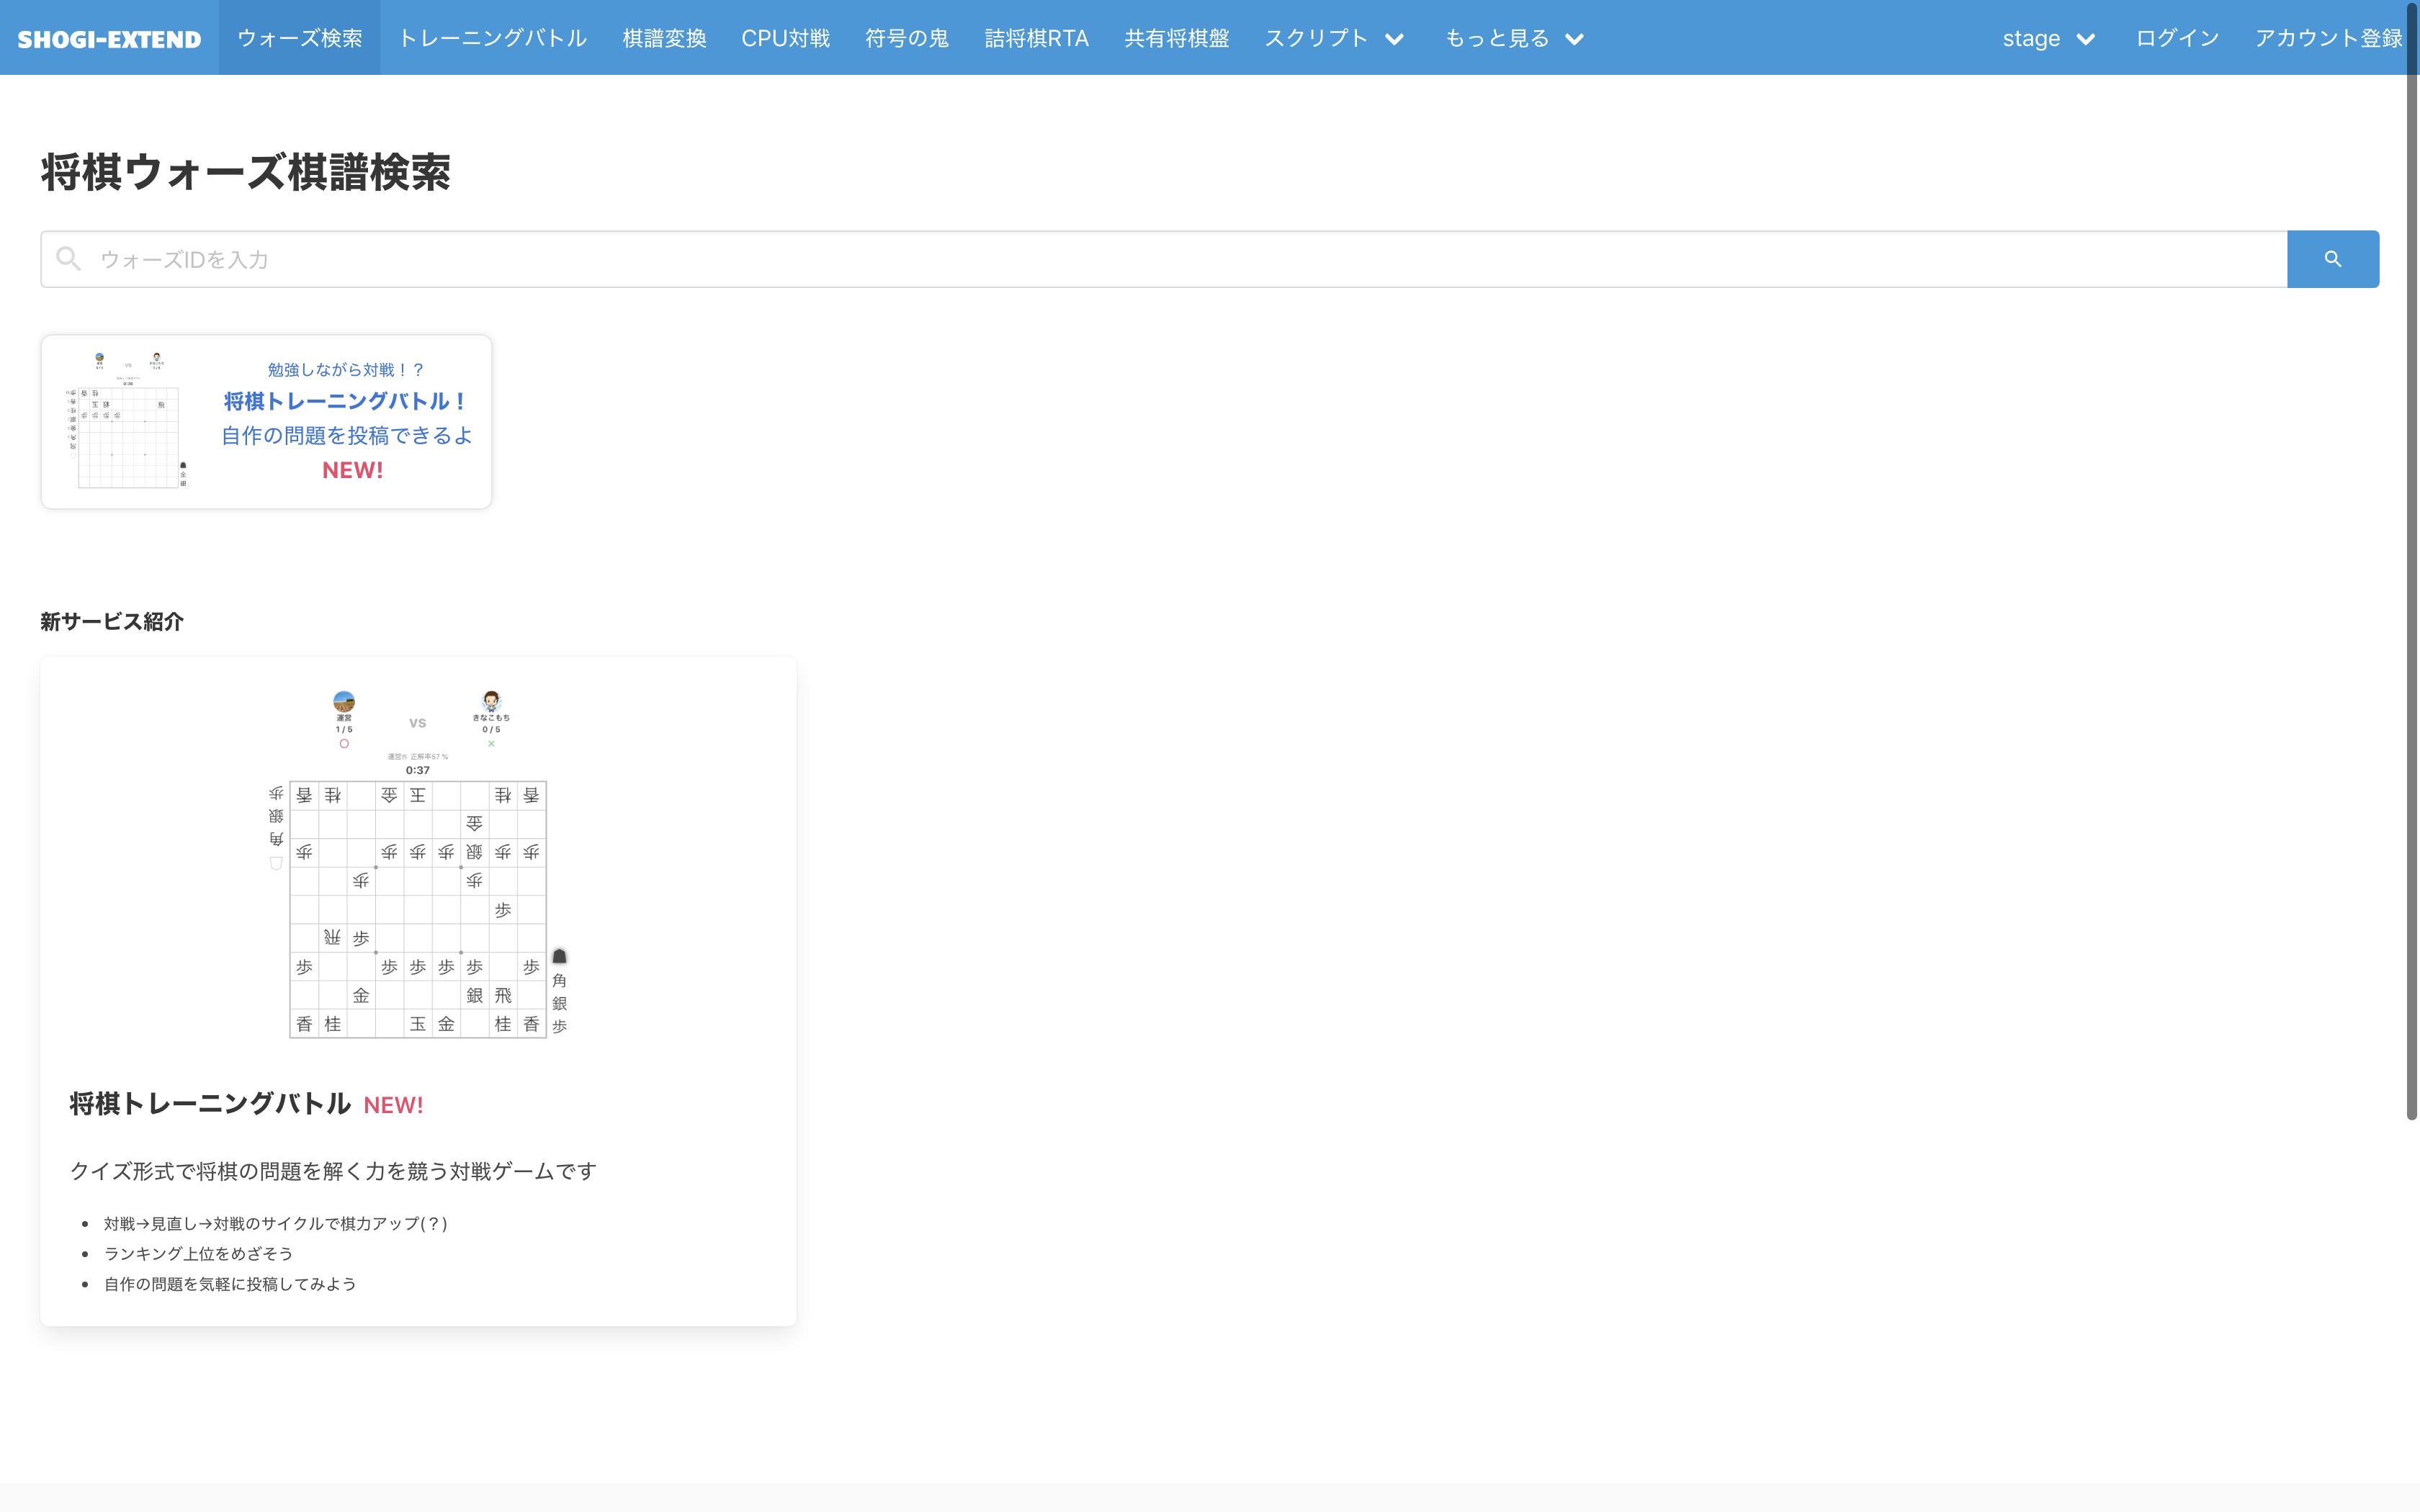 SHOGI-EXTEND ウォーズ検索 トレーニングバトル 棋譜変換 CPU対戦 符号の鬼 詰将棋RTA 共有将棋盤 スクリプト もっと見る stage ログイン アカウント登録
将棋ウォーズ棋譜検索
ウォーズIDを入力
勉強しながら対戦！？
将棋トレーニングバトル！
自作の問題を投稿できるよ
NEW!
新サービス紹介
運営 vs きなこもち
1 / 5 0 / 5
○ ×
運営作 正解率57 %
0:37
歩 銀 角
香 桂 金 王 桂 香
金
歩 歩 歩 歩 銀 歩 歩
歩 歩
歩
飛 歩
歩 歩 歩 歩 歩 歩
金 銀 飛
香 桂 玉 金 桂 香
角 銀 歩
将棋トレーニングバトル NEW!
クイズ形式で将棋の問題を解く力を競う対戦ゲームです
• 対戦→見直し→対戦のサイクルで棋力アップ(？)
• ランキング上位をめざそう
• 自作の問題を気軽に投稿してみよう